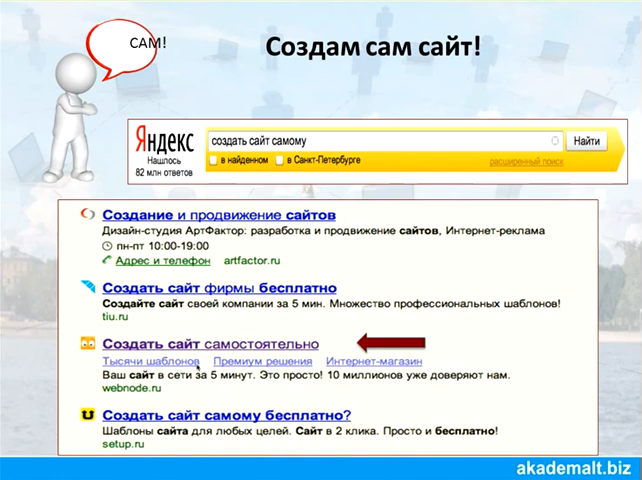 САМ!
Создам сам сайт!
Яндекс
Нашлось
82 млн ответов
создать сайт самому
Найти
в найденном в Санкт-Петербурге
расширенный поиск
Создание и продвижение сайтов
Дизайн-студия АртФактор: разработка и продвижение сайтов, Интернет-реклама
пн-пт 10:00-19:00
Адрес и телефон artfactor.ru
Создать сайт фирмы бесплатно
Создайте сайт своей компании за 5 мин. Множество профессиональных шаблонов!
tiu.ru
Создать сайт самостоятельно
Тысячи шаблонов Премиум решения Интернет-магазин
Ваш сайт в сети за 5 минут. Это просто! 10 миллионов уже доверяют нам.
webnode.ru
Создать сайт самому бесплатно?
Шаблоны сайта для любых целей. Сайт в 2 клика. Просто и бесплатно!
setup.ru
akademalt.biz